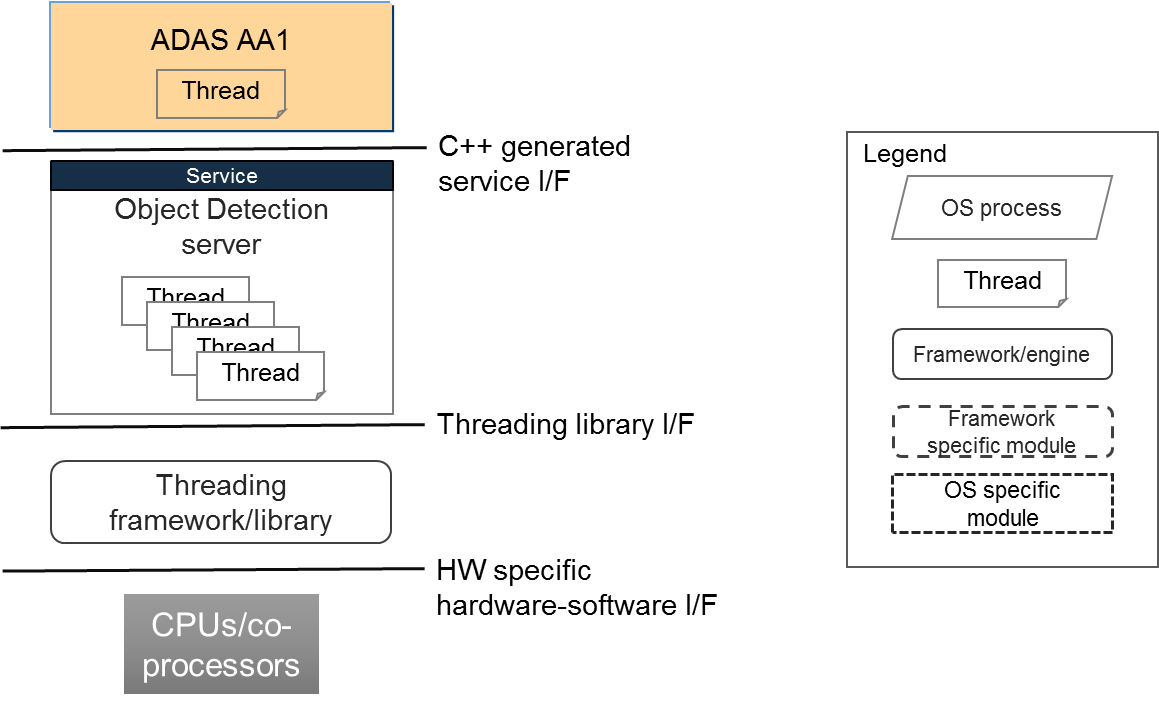 ADAS AA1
Thread
C++ generated
service I/F
Service
Object Detection
server
Thread
Thread
Thread
Thread
Threading library I/F
Threading
framework/library
HW specific
hardware-software I/F
CPUs/co-
processors
Legend
OS process
Thread
Framework/engine
Framework
specific module
OS specific
module